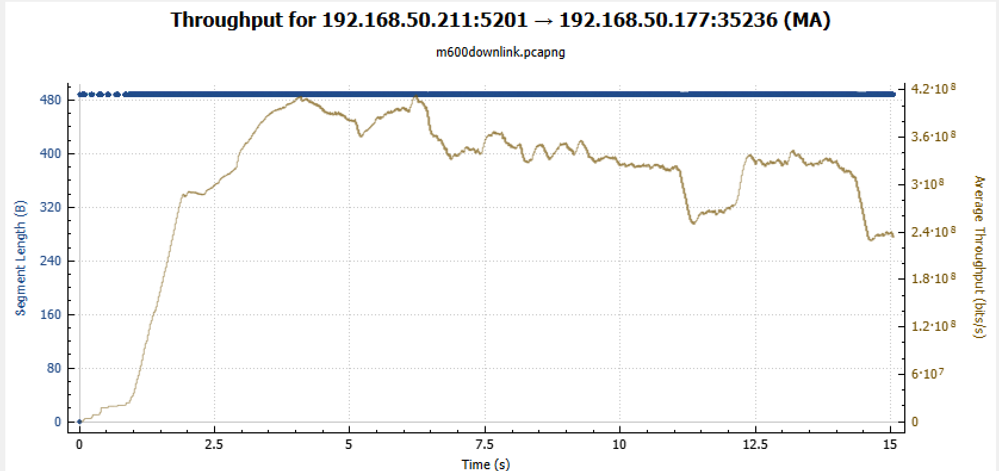 Throughput for 192.168.50.211:5201 → 192.168.50.177:35236 (MA)
m600downlink.pcapng
Segment Length (B)
480
400
320
240
160
80
0
4.2·10⁸
3.6·10⁸
3·10⁸
2.4·10⁸
1.8·10⁸
1.2·10⁸
6·10⁷
0
Average Throughput (bits/s)
0 2.5 5 7.5 10 12.5 15
Time (s)